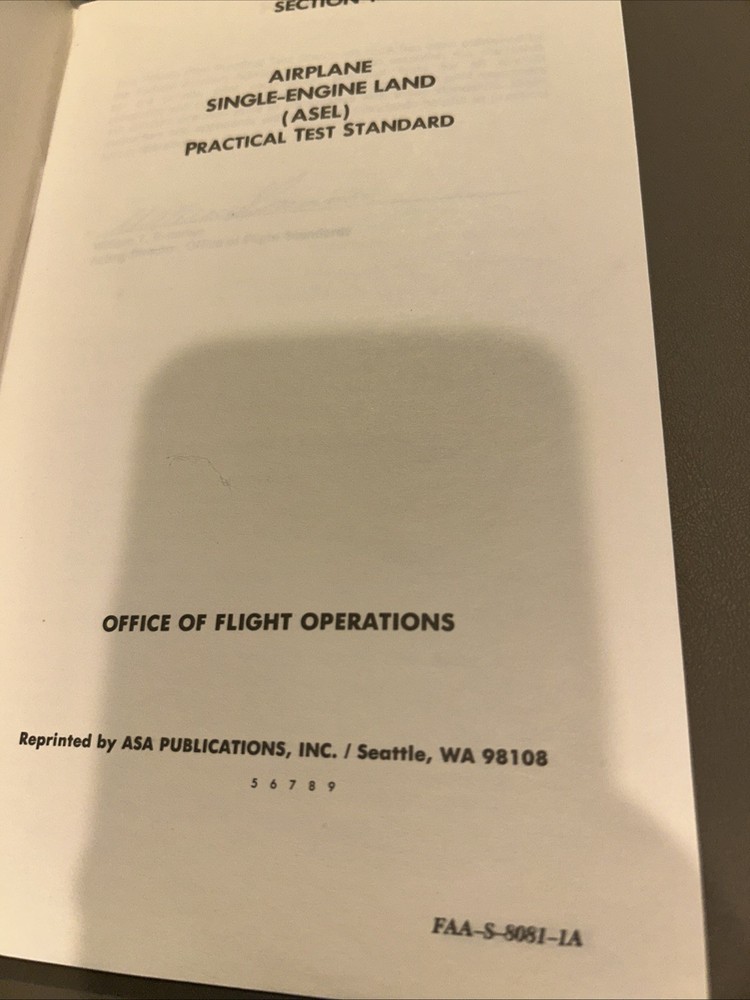 SECTION
AIRPLANE
SINGLE-ENGINE LAND
(ASEL)
PRACTICAL TEST STANDARD
OFFICE OF FLIGHT OPERATIONS
Reprinted by ASA PUBLICATIONS, INC. / Seattle, WA 98108
5 6 7 8 9
FAA-S-8081-1A